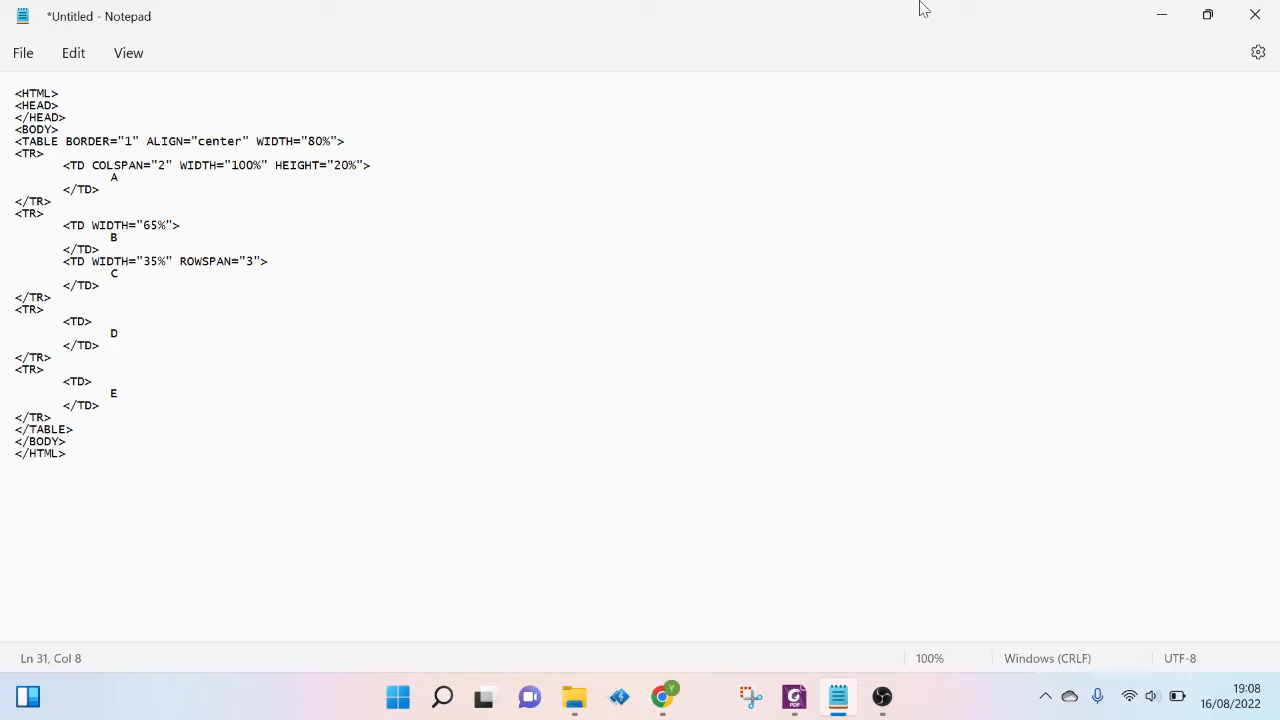 *Untitled - Notepad
File Edit View
<HTML>
<HEAD>
</HEAD>
<BODY>
<TABLE BORDER="1" ALIGN="center" WIDTH="80%">
<TR>
<TD COLSPAN="2" WIDTH="100%" HEIGHT="20%">
A
</TD>
</TR>
<TR>
<TD WIDTH="65%">
B
</TD>
<TD WIDTH="35%" ROWSPAN="3">
C
</TD>
</TR>
<TR>
<TD>
D
</TD>
</TR>
<TR>
<TD>
E
</TD>
</TR>
</TABLE>
</BODY>
</HTML>
Ln 31, Col 8 100% Windows (CRLF) UTF-8
Y
PDF
19:08
16/08/2022